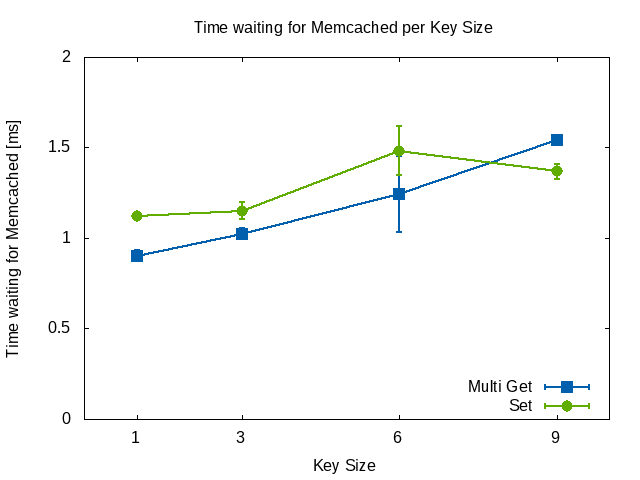 Time waiting for Memcached per Key Size
2
1.5
1
0.5
0
Time waiting for Memcached [ms]
Multi Get
Set
1 3 6 9
Key Size